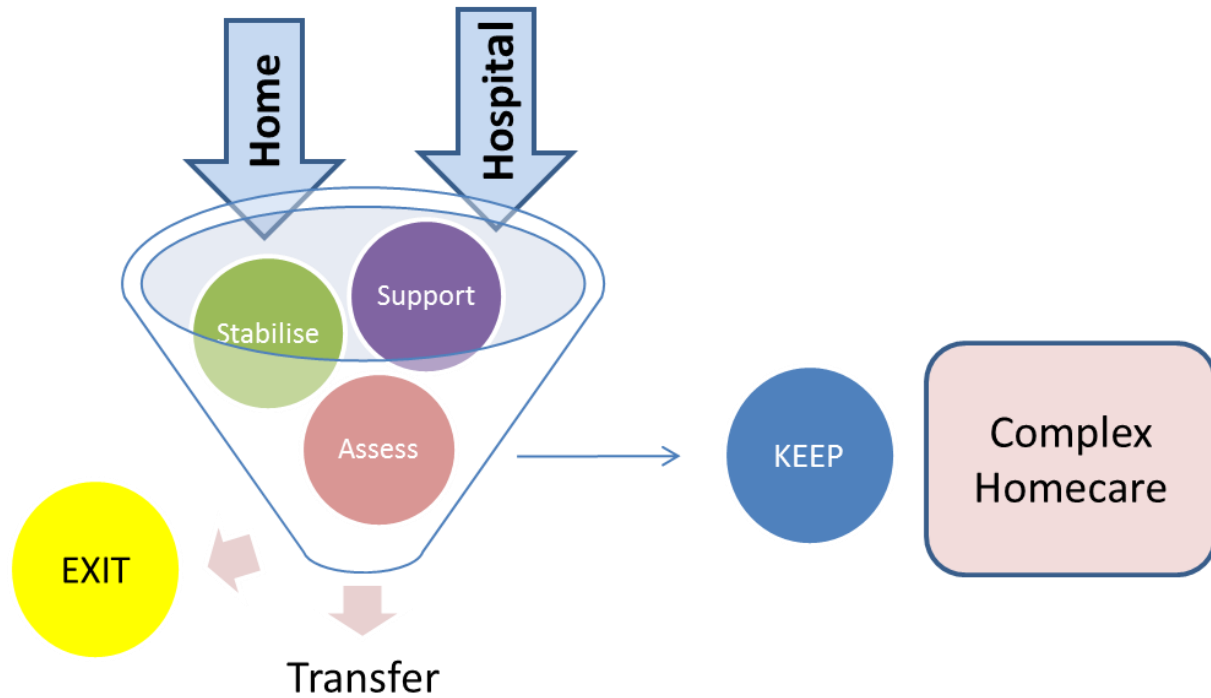 Home
Hospital
Support
Stabilise
Assess
KEEP
Complex
Homecare
EXIT
Transfer